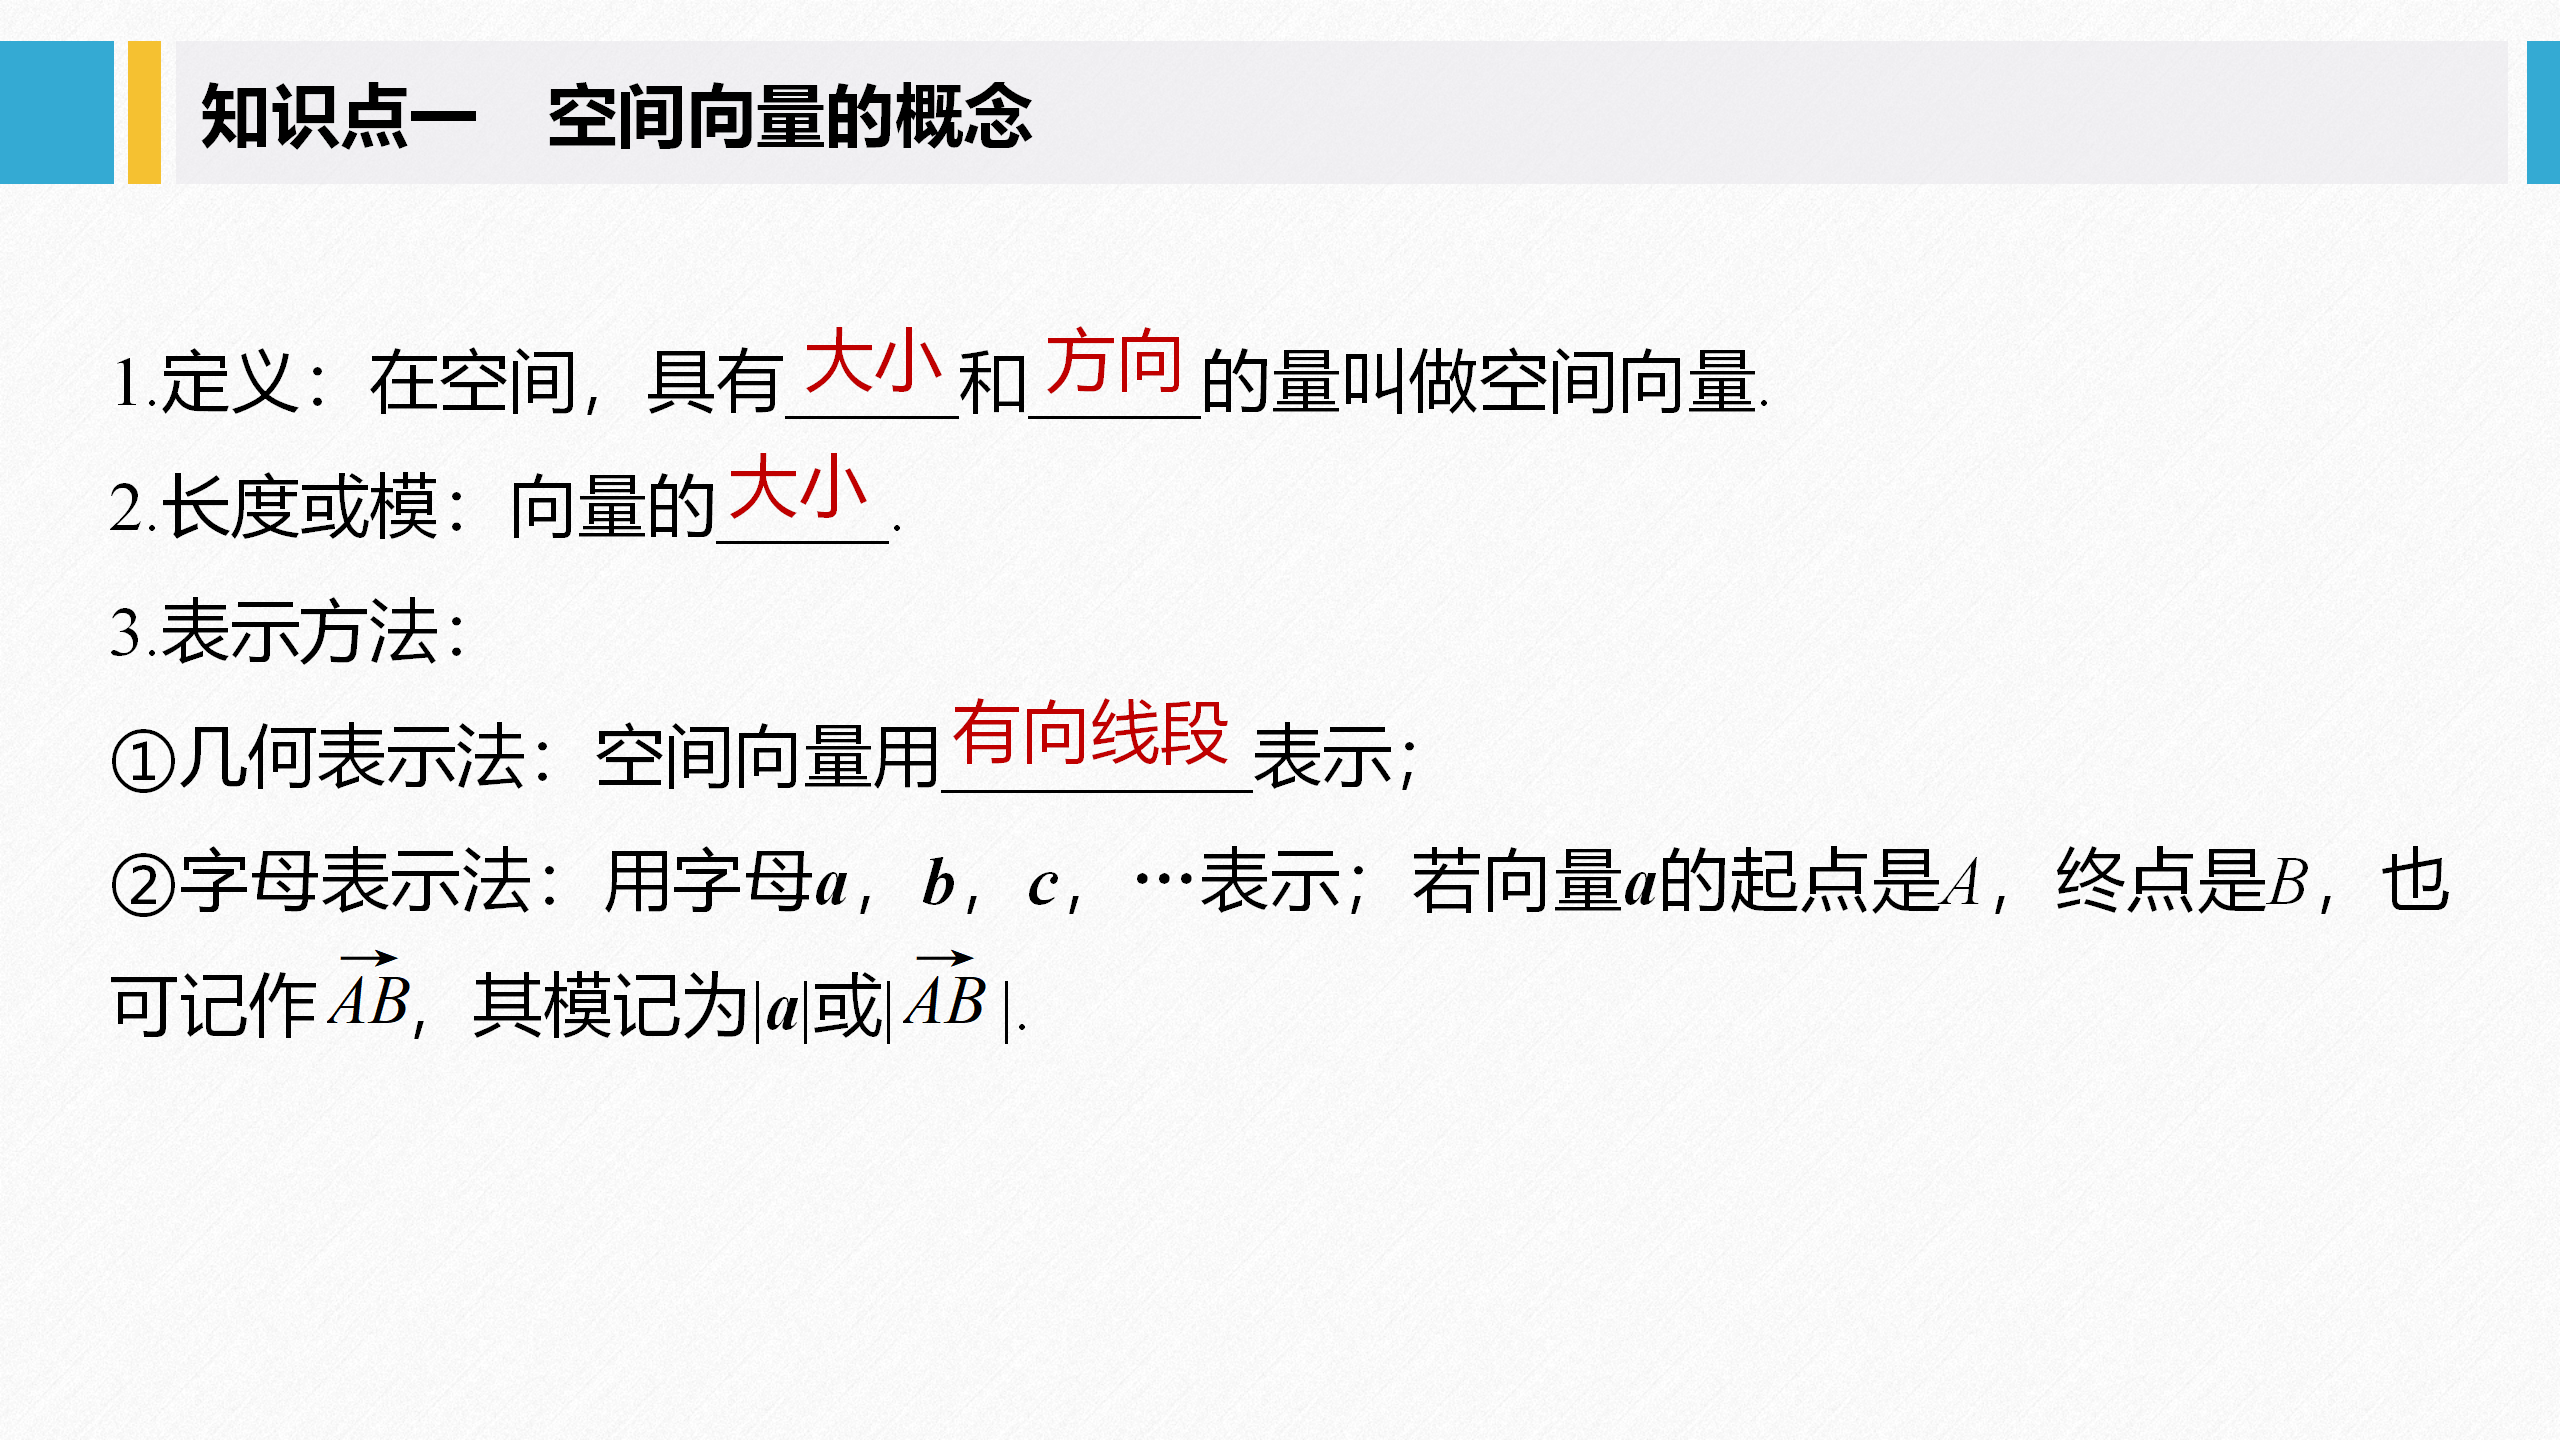 知识点一　空间向量的概念
1.定义：在空间，具有大小和方向的量叫做空间向量.
2.长度或模：向量的大小.
3.表示方法：
①几何表示法：空间向量用有向线段表示；
②字母表示法：用字母a，b，c，…表示；若向量a的起点是A，终点是B，也
可记作$\overrightarrow{AB}$，其模记为|a|或|$\overrightarrow{AB}$|.